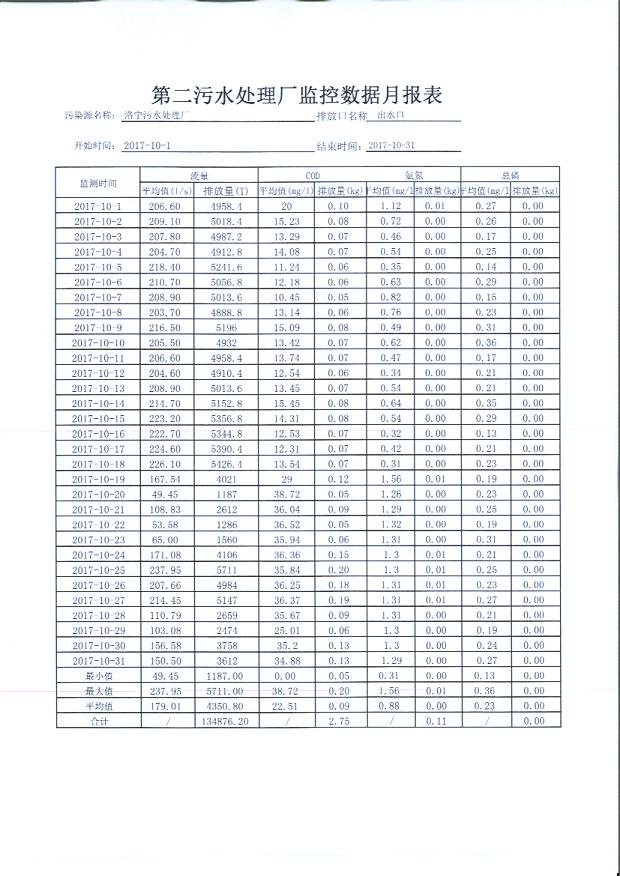 第二污水处理厂监控数据月报表
污染源名称: 洛宁污水处理厂 排放口名称 出水口
开始时间: 2017-10-1 结束时间: 2017-10-31
监测时间 流量 COD 氨氮 总磷
平均值(l/s) 排放量(T) 平均值(mg/l) 排放量(kg) 平均值(mg/l 排放量(kg) 平均值(mg/l 排放量(kg)
2017-10-1 206.60 4958.4 20 0.10 1.12 0.01 0.27 0.00
2017-10-2 209.10 5018.4 15.23 0.08 0.72 0.00 0.26 0.00
2017-10-3 207.80 4987.2 13.29 0.07 0.46 0.00 0.17 0.00
2017-10-4 204.70 4912.8 14.08 0.07 0.54 0.00 0.25 0.00
2017-10-5 218.40 5241.6 11.24 0.06 0.35 0.00 0.14 0.00
2017-10-6 210.70 5056.8 12.18 0.06 0.63 0.00 0.29 0.00
2017-10-7 208.90 5013.6 10.45 0.05 0.82 0.00 0.15 0.00
2017-10-8 203.70 4888.8 13.14 0.06 0.76 0.00 0.23 0.00
2017-10-9 216.50 5196 15.09 0.08 0.49 0.00 0.31 0.00
2017-10-10 205.50 4932 13.42 0.07 0.62 0.00 0.36 0.00
2017-10-11 206.60 4958.4 13.74 0.07 0.47 0.00 0.17 0.00
2017-10-12 204.60 4910.4 12.54 0.06 0.34 0.00 0.21 0.00
2017-10-13 208.90 5013.6 13.45 0.07 0.54 0.00 0.21 0.00
2017-10-14 214.70 5152.8 15.45 0.08 0.64 0.00 0.35 0.00
2017-10-15 223.20 5356.8 14.31 0.08 0.54 0.00 0.29 0.00
2017-10-16 222.70 5344.8 12.53 0.07 0.32 0.00 0.13 0.00
2017-10-17 224.60 5390.4 12.31 0.07 0.42 0.00 0.21 0.00
2017-10-18 226.10 5426.4 13.54 0.07 0.31 0.00 0.23 0.00
2017-10-19 167.54 4021 29 0.12 1.56 0.01 0.19 0.00
2017-10-20 49.45 1187 38.72 0.05 1.26 0.00 0.23 0.00
2017-10-21 108.83 2612 36.04 0.09 1.29 0.00 0.25 0.00
2017-10-22 53.58 1286 36.52 0.05 1.32 0.00 0.19 0.00
2017-10-23 65.00 1560 35.94 0.06 1.31 0.00 0.31 0.00
2017-10-24 171.08 4106 36.36 0.15 1.3 0.01 0.21 0.00
2017-10-25 237.95 5711 35.84 0.20 1.3 0.01 0.25 0.00
2017-10-26 207.66 4984 36.25 0.18 1.31 0.01 0.23 0.00
2017-10-27 214.45 5147 36.37 0.19 1.31 0.01 0.27 0.00
2017-10-28 110.79 2659 35.67 0.09 1.31 0.00 0.21 0.00
2017-10-29 103.08 2474 25.01 0.06 1.3 0.00 0.19 0.00
2017-10-30 156.58 3758 35.2 0.13 1.3 0.00 0.24 0.00
2017-10-31 150.50 3612 34.88 0.13 1.29 0.00 0.27 0.00
最小值 49.45 1187.00 0.00 0.05 0.31 0.00 0.13 0.00
最大值 237.95 5711.00 38.72 0.20 1.56 0.01 0.36 0.00
平均值 179.01 4350.80 22.51 0.09 0.88 0.00 0.23 0.00
合计 / 134876.20 / 2.75 / 0.11 / 0.00